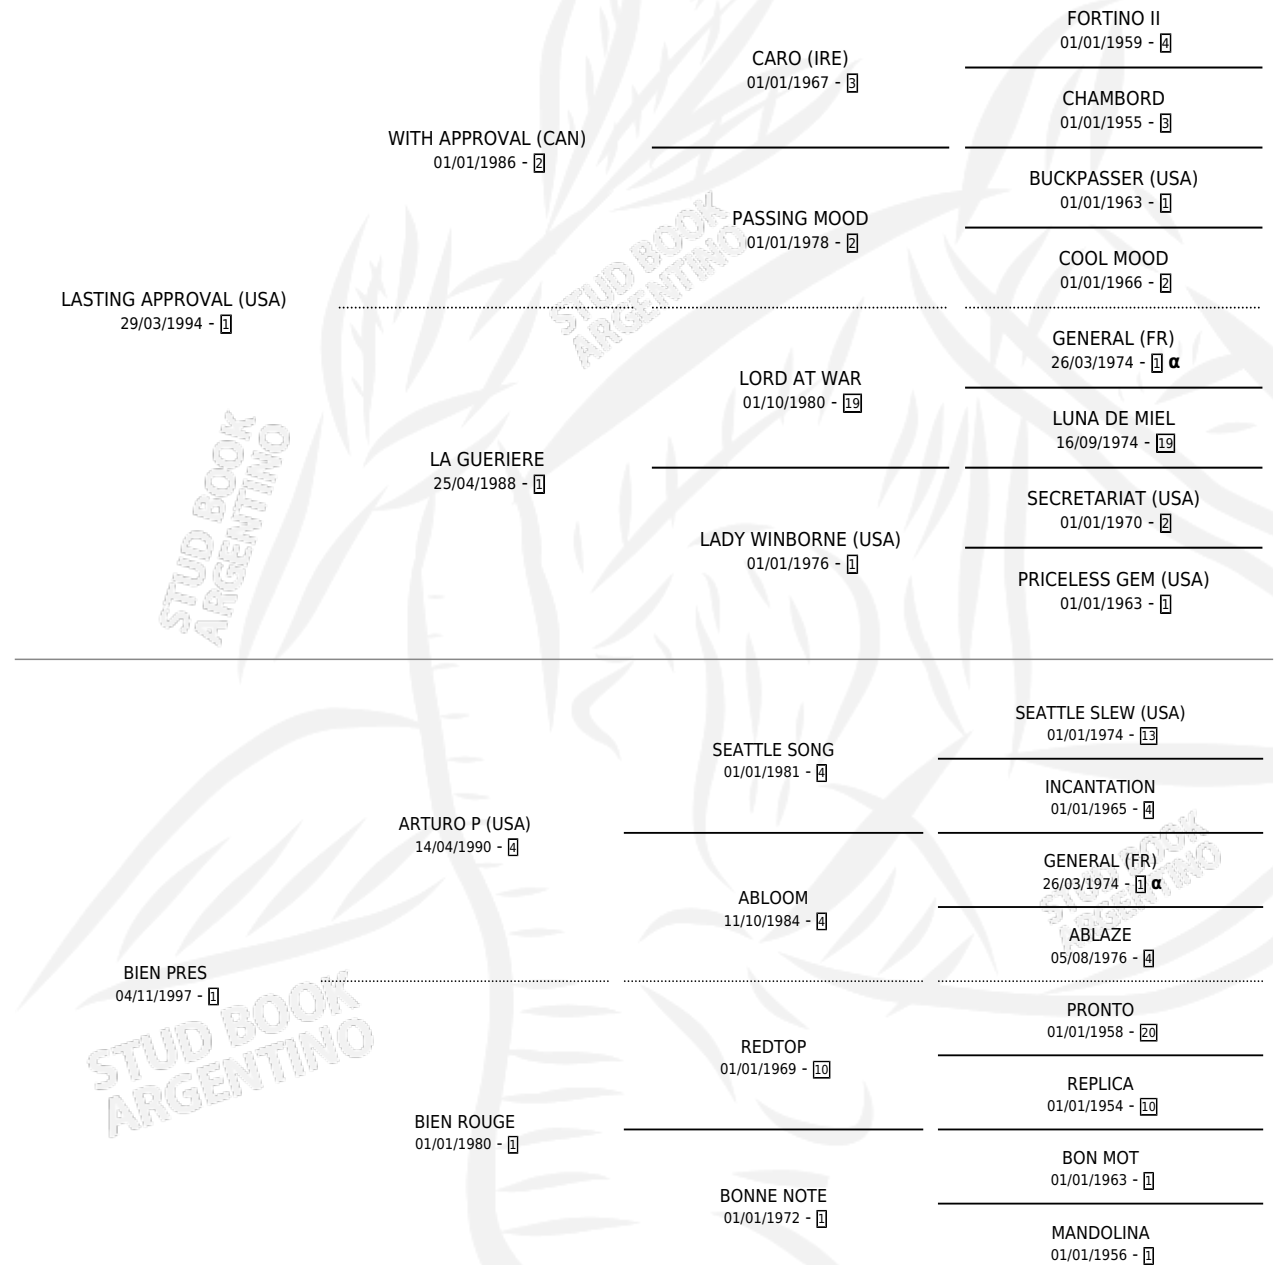 FORTINO II
01/01/1959 - 4
CARO (IRE)
01/01/1967 - 3
CHAMBORD
01/01/1955 - 3
WITH APPROVAL (CAN)
01/01/1986 - 2
BUCKPASSER (USA)
01/01/1963 - 1
PASSING MOOD
01/01/1978 - 2
COOL MOOD
01/01/1966 - 2
LASTING APPROVAL (USA)
29/03/1994 - 1
GENERAL (FR)
26/03/1974 - 1 α
LORD AT WAR
01/10/1980 - 19
LUNA DE MIEL
16/09/1974 - 19
LA GUERIERE
25/04/1988 - 1
SECRETARIAT (USA)
01/01/1970 - 2
LADY WINBORNE (USA)
01/01/1976 - 1
PRICELESS GEM (USA)
01/01/1963 - 1
SEATTLE SLEW (USA)
01/01/1974 - 13
SEATTLE SONG
01/01/1981 - 4
INCANTATION
01/01/1965 - 4
ARTURO P (USA)
14/04/1990 - 4
GENERAL (FR)
26/03/1974 - 1 α
ABLOOM
11/10/1984 - 4
ABLAZE
05/08/1976 - 4
BIEN PRES
04/11/1997 - 1
PRONTO
01/01/1958 - 20
REDTOP
01/01/1969 - 10
REPLICA
01/01/1954 - 10
BIEN ROUGE
01/01/1980 - 1
BON MOT
01/01/1963 - 1
BONNE NOTE
01/01/1972 - 1
MANDOLINA
01/01/1956 - 1
STUD BOOK
ARGENTINO
STUD BOOK
ARGENTINO
STUD BOOK
ARGENTINO
STUD BOOK
ARGENTINO